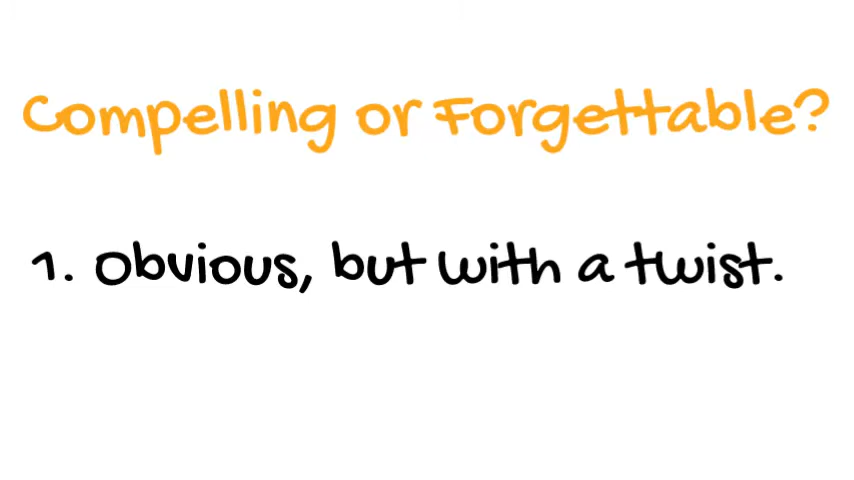 Compelling or Forgettable?
1. Obvious, but with a twist.